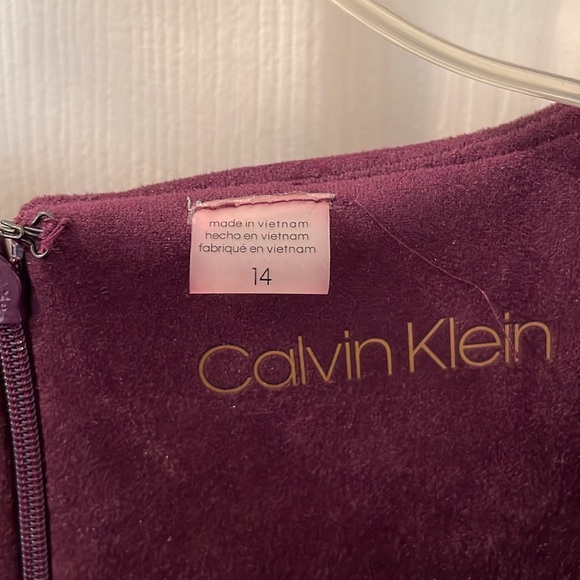 made in vietnam
hecho en vietnam
fabriqué en vietnam
14
Calvin Klein